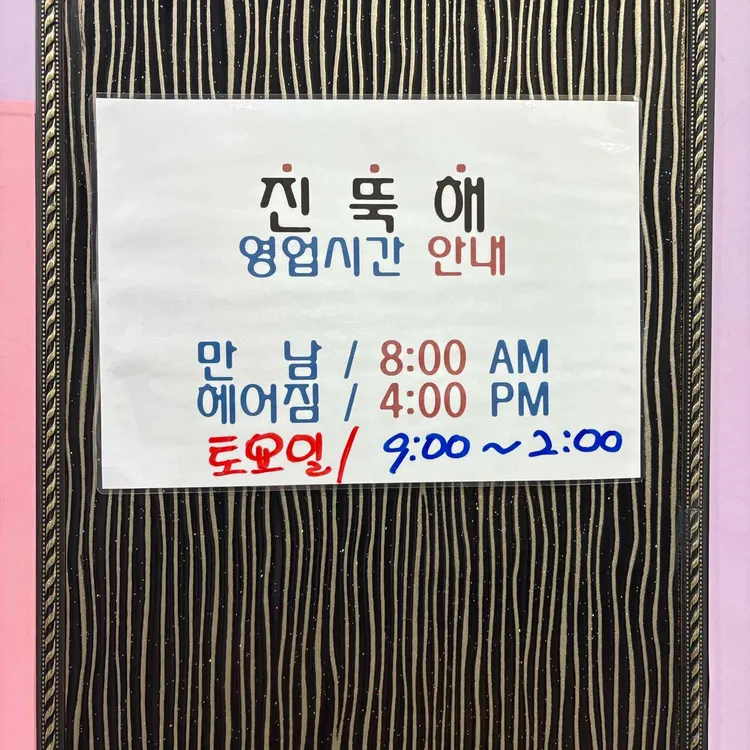 진 뚝 해
영업시간 안내
만 남 / 8:00 AM
헤어짐 / 4:00 PM
토요일/ 9:00 ~ 2:00